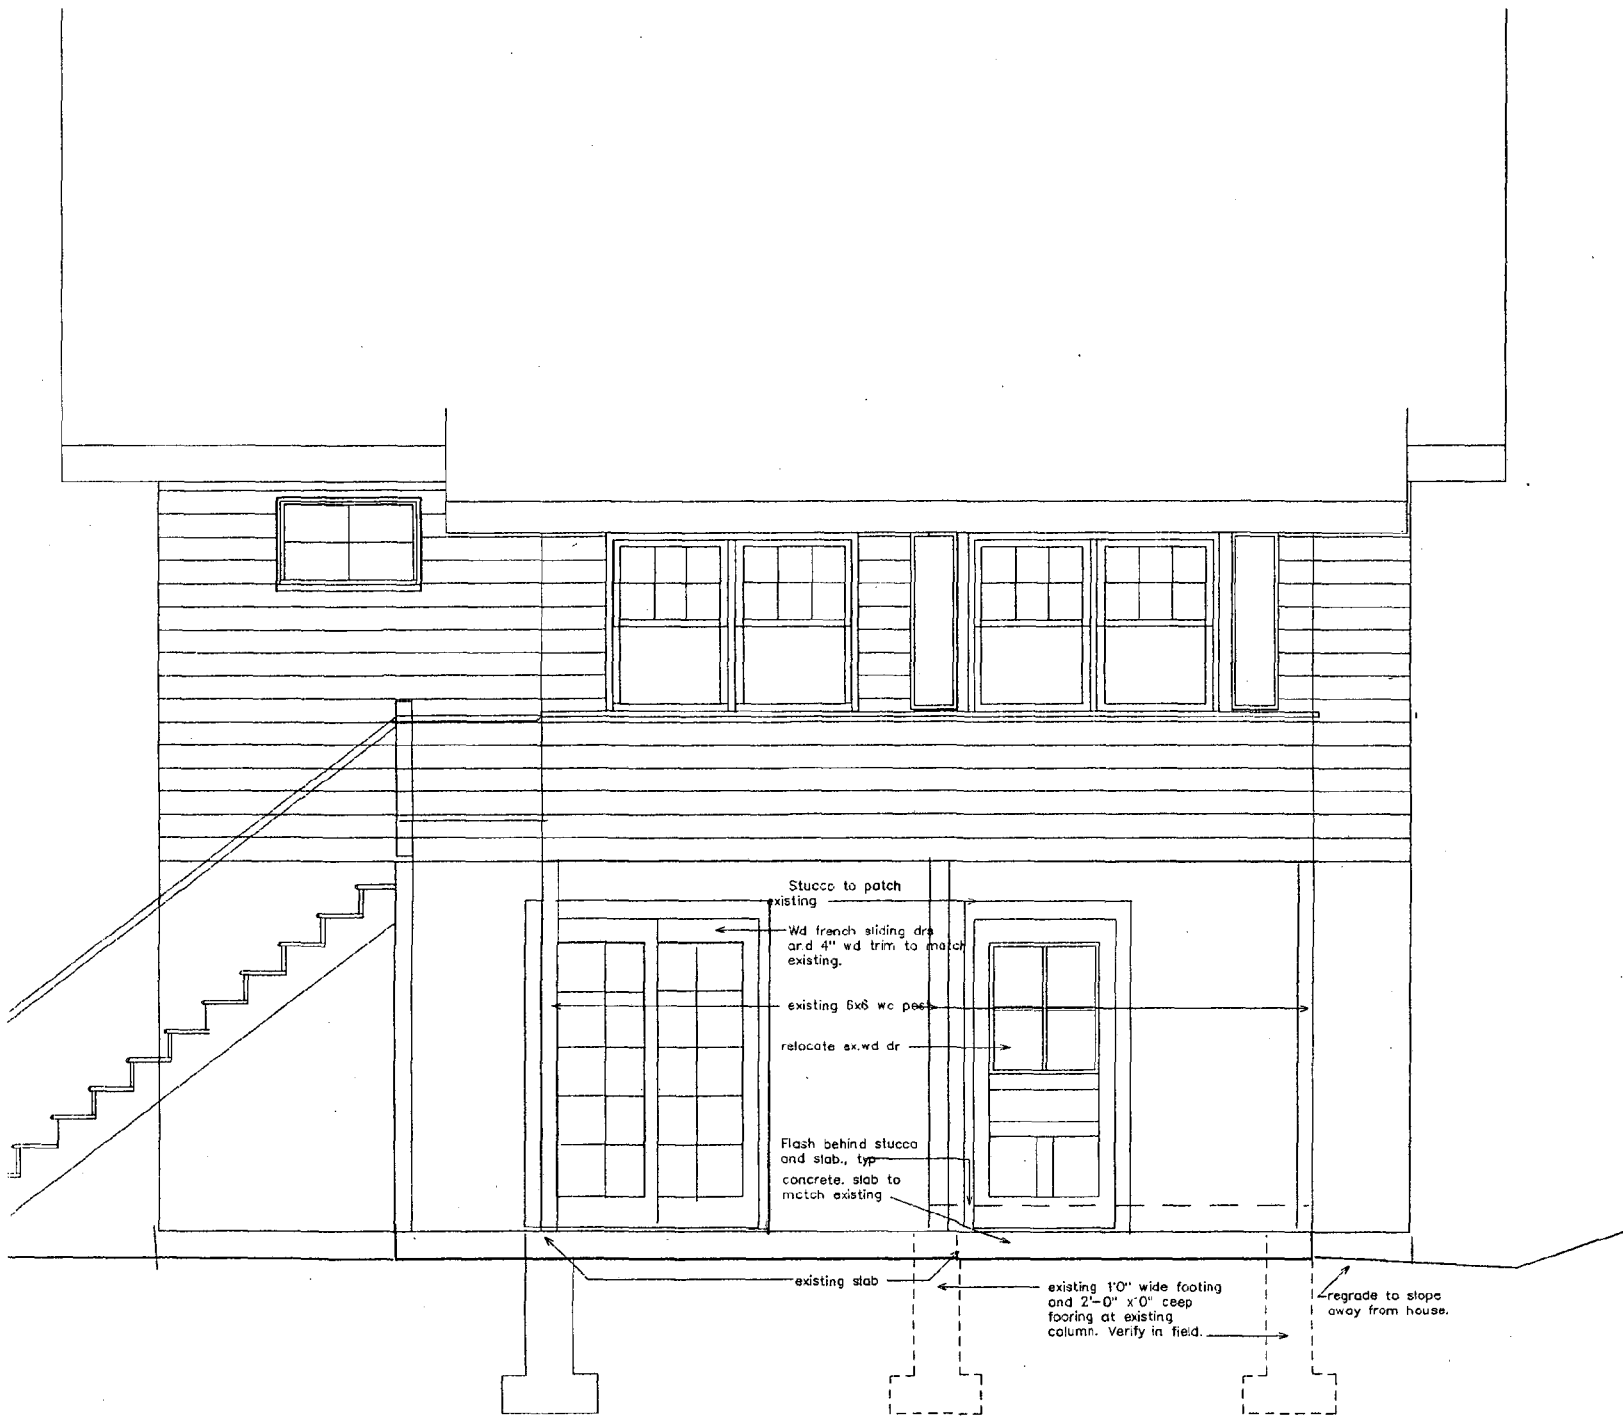 Stucco to patch
existing
Wd french sliding drs
and 4" wd trim to match
existing.
existing 6x6 wc post
relocate ex.wd dr
Flash behind stucco
and slab., typ
concrete. slab to
match existing
existing slab
existing 1'0" wide footing
and 2'-0" x'0" ceep
fooring at existing
column. Verify in field.
regrade to slope
away from house.